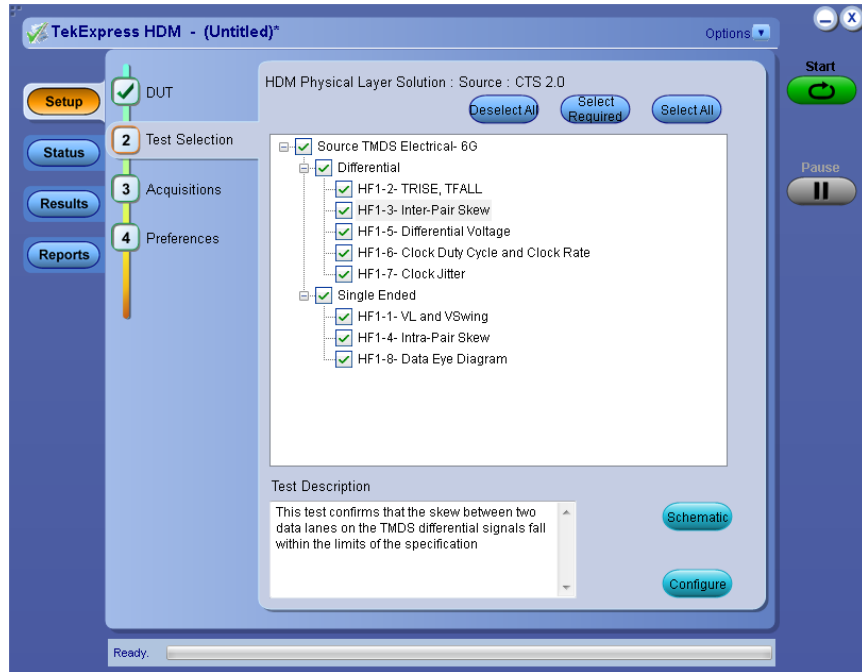 TekExpress HDM - (Untitled)*
Options
X
Start
Pause
Setup
Status
Results
Reports
DUT
2 Test Selection
3 Acquisitions
4 Preferences
HDM Physical Layer Solution : Source : CTS 2.0
Deselect All
Select
Required
Select All
Source TMDS Electrical- 6G
Differential
HF1-2- TRISE, TFALL
HF1-3- Inter-Pair Skew
HF1-5- Differential Voltage
HF1-6- Clock Duty Cycle and Clock Rate
HF1-7- Clock Jitter
Single Ended
HF1-1- VL and VSwing
HF1-4- Intra-Pair Skew
HF1-8- Data Eye Diagram
Test Description
This test confirms that the skew between two
data lanes on the TMDS differential signals fall
within the limits of the specification
Schematic
Configure
Ready.